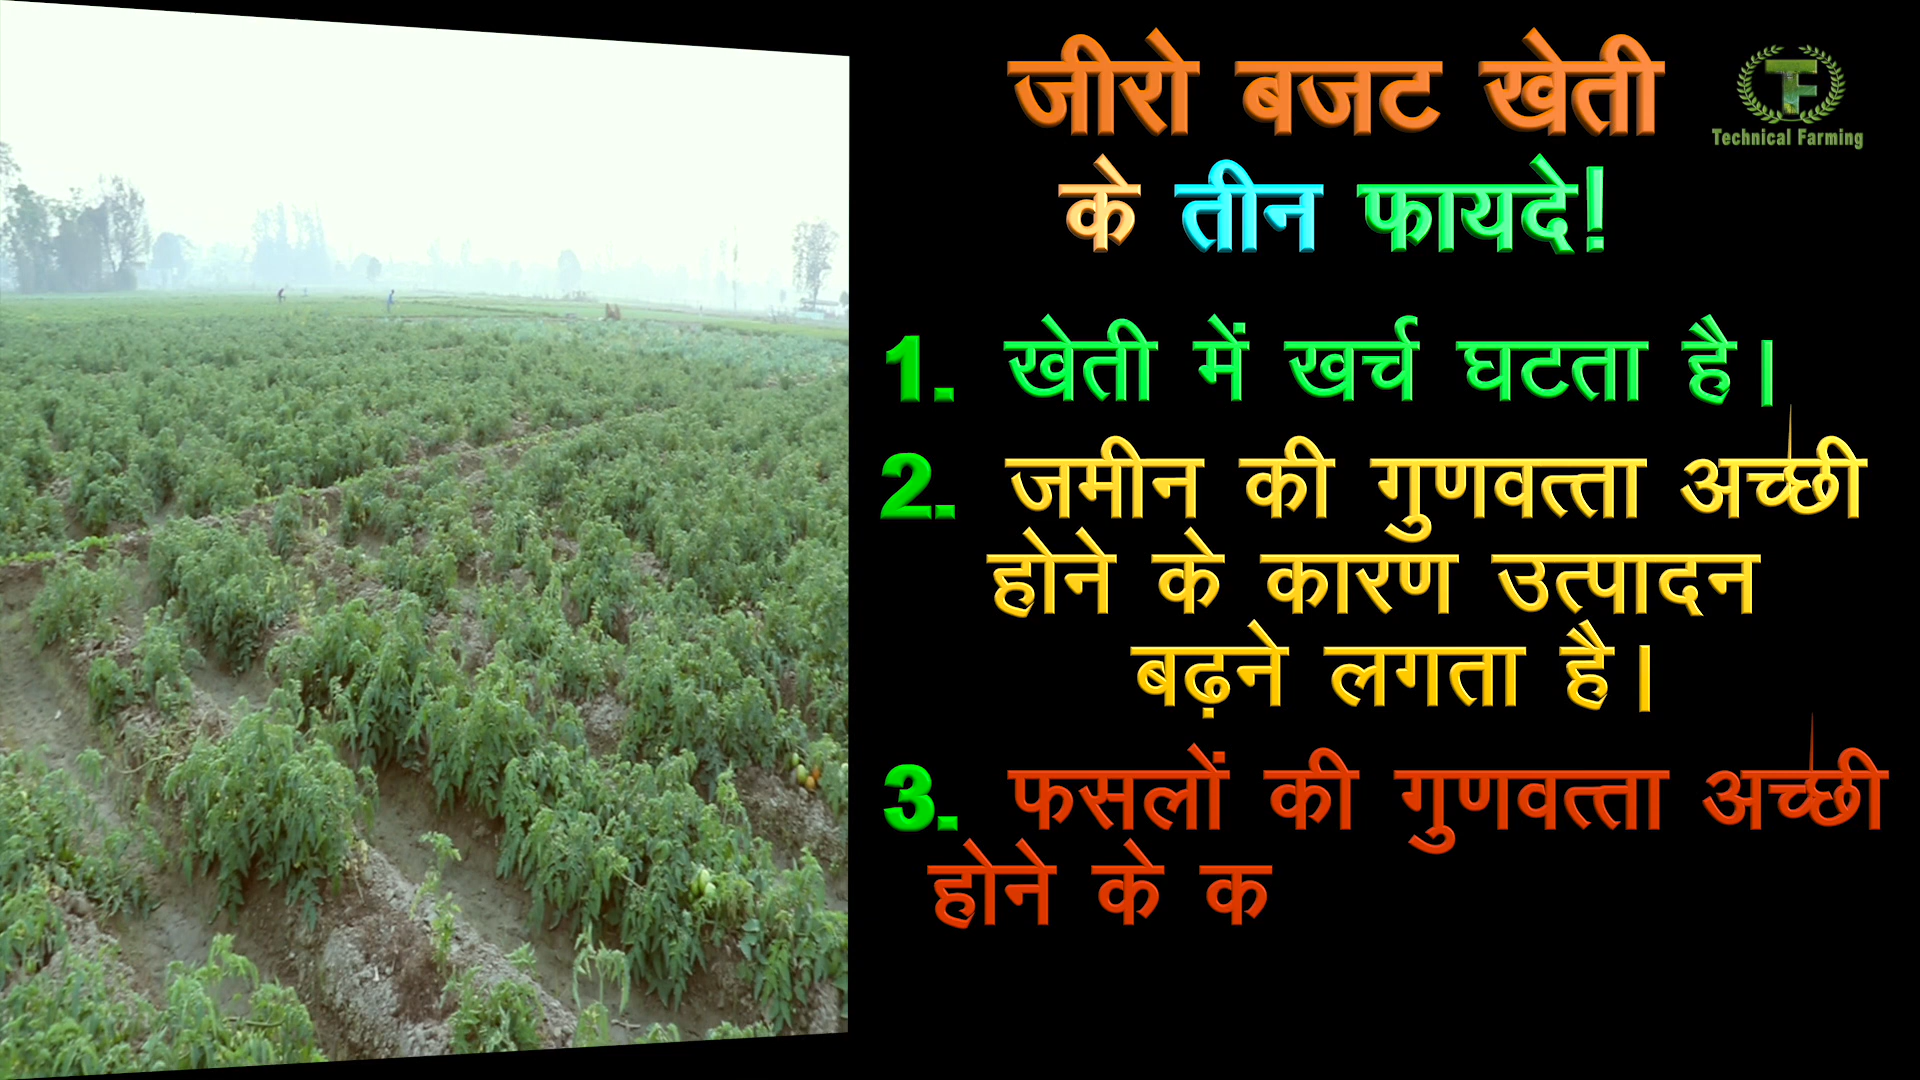 जीरो बजट खेती
Technical Farming
के तीन फायदे!
1. खेती में खर्च घटता है।
2. जमीन की गुणवत्ता अच्छी
होने के कारण उत्पादन
बढ़ने लगता है।
3. फसलों की गुणवत्ता अच्छी
होने के क